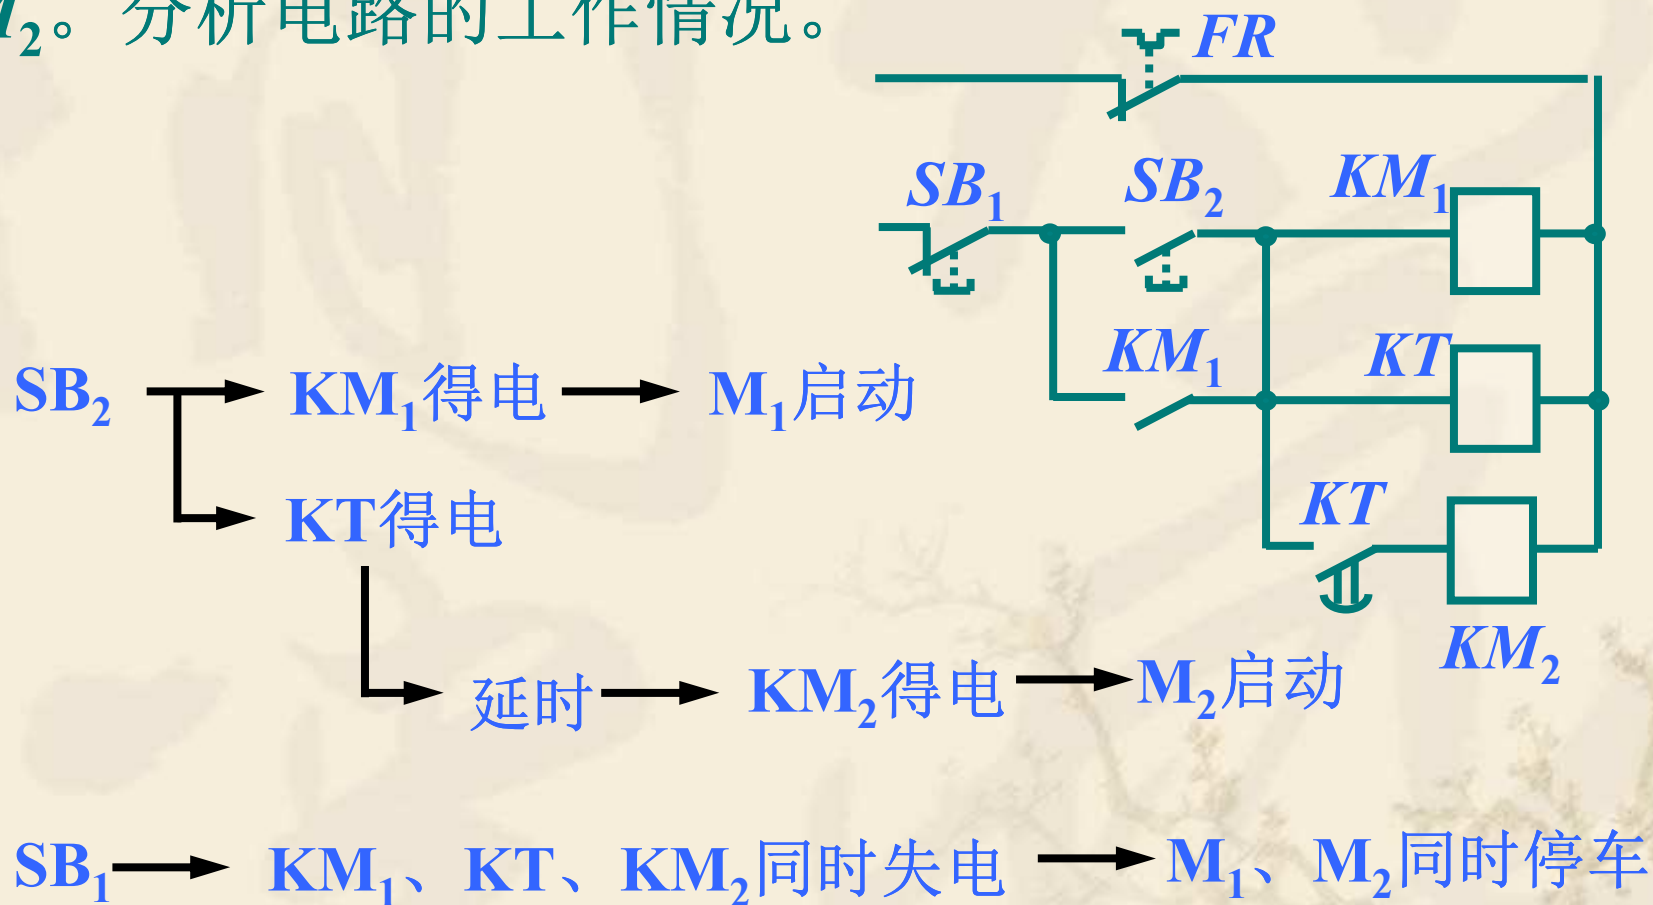 M₂。分析电路的工作情况。
FR
SB₁
SB₂
KM₁
KM₁
KT
KT
KM₂
SB₂
KM₁得电
M₁启动
KT得电
延时
KM₂得电
M₂启动
SB₁
KM₁、KT、KM₂同时失电
M₁、M₂同时停车